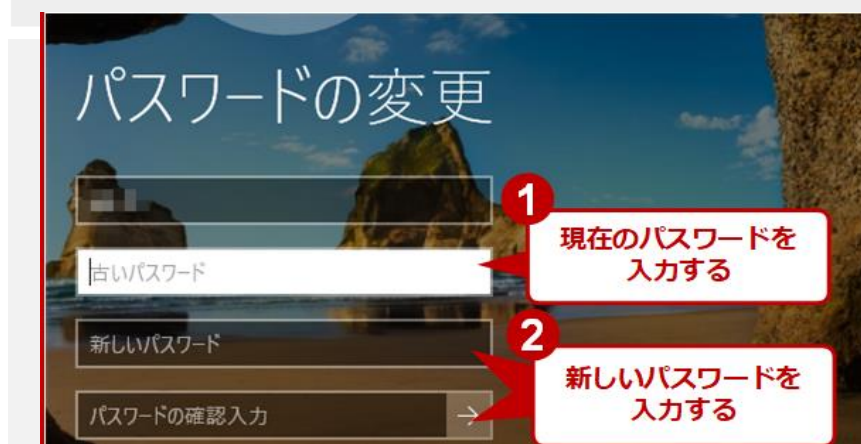 パスワードの変更
1
現在のパスワードを
入力する
古いパスワード
2
新しいパスワード
新しいパスワードを
入力する
パスワードの確認入力